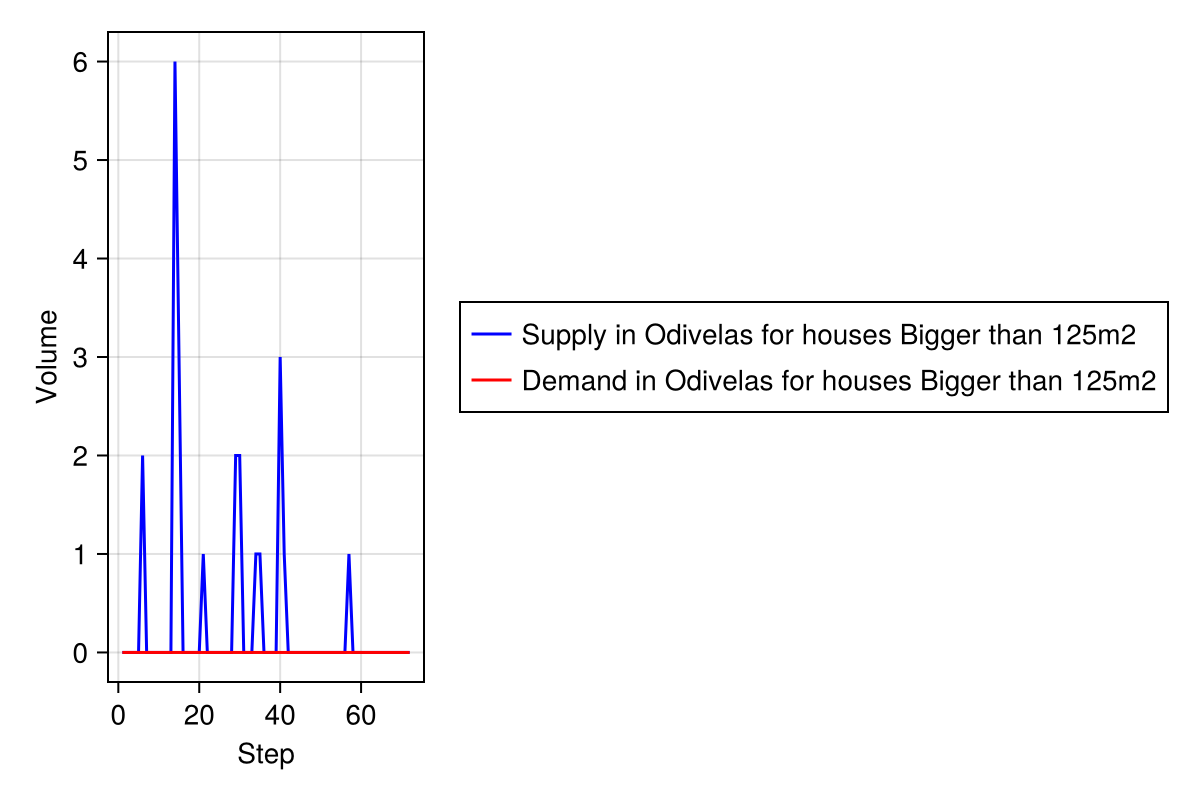 6
5
4
3
2
1
0
Volume
0 20 40 60
Step
Supply in Odivelas for houses Bigger than 125m2
Demand in Odivelas for houses Bigger than 125m2